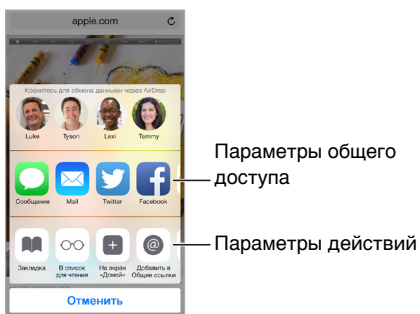 apple.com
Коснитесь для обмена данными через AirDrop
Luke Tyson Lexi Tammy
Сообщение Mail Twitter Facebook
Параметры общего
доступа
Закладка В список На экран Добавить в
для чтения «Домой» Общие ссылки
Параметры действий
Отменить